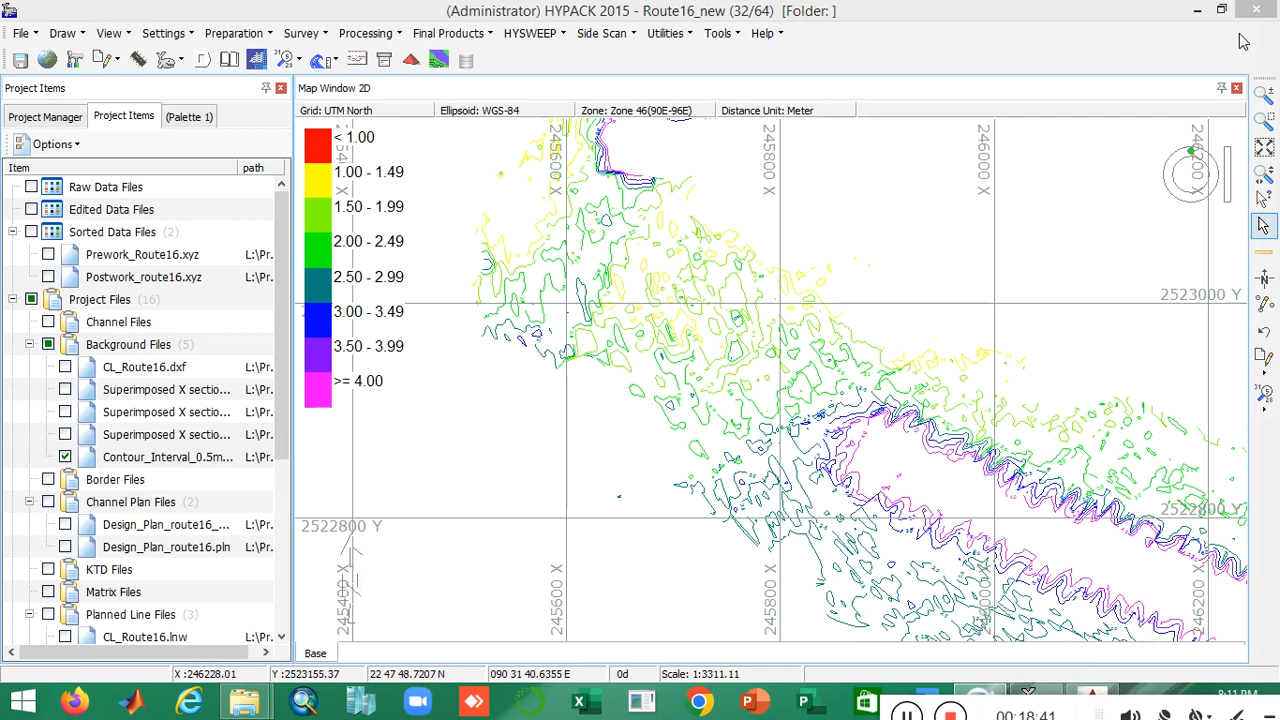 (Administrator) HYPACK 2015 - Route16_new (32/64) [Folder: ]
File Draw View Settings Preparation Survey Processing Final Products HYSWEEP Side Scan Utilities Tools Help
Project Items
Map Window 2D
Project Manager Project Items (Palette 1)
Grid: UTM North Ellipsoid: WGS-84 Zone: Zone 46(90E-96E) Distance Unit: Meter
Options
Item path
Raw Data Files
Edited Data Files
Sorted Data Files (2)
Prework_Route16.xyz L:\Pr.
Postwork_route16.xyz L:\Pr.
Project Files (16)
Channel Files
Background Files (5)
CL_Route16.dxf L:\Pr.
Superimposed X sectio... L:\Pr.
Superimposed X sectio... L:\Pr.
Superimposed X sectio... L:\Pr.
Contour_Interval_0.5m... L:\Pr.
Border Files
Channel Plan Files (2)
Design_Plan_route16_... L:\Pr.
Design_Plan_route16.pln L:\Pr.
KTD Files
Matrix Files
Planned Line Files (3)
CL_Route16.lnw L:\Pr.
< 1.00
1.00 - 1.49
1.50 - 1.99
2.00 - 2.49
2.50 - 2.99
3.00 - 3.49
3.50 - 3.99
>= 4.00
245600 X
245800 X
246000 X
246200 X
2523000 Y
2522800 Y
2522800 Y
245400 X
245600 X
245800 X
246000 X
246200 X
Base
X :246228.01 Y:2523155.37 22 47 48.7207 N 090 31 40.6355 E 0d Scale: 1:3311.11
8:11 PM
00:18:41